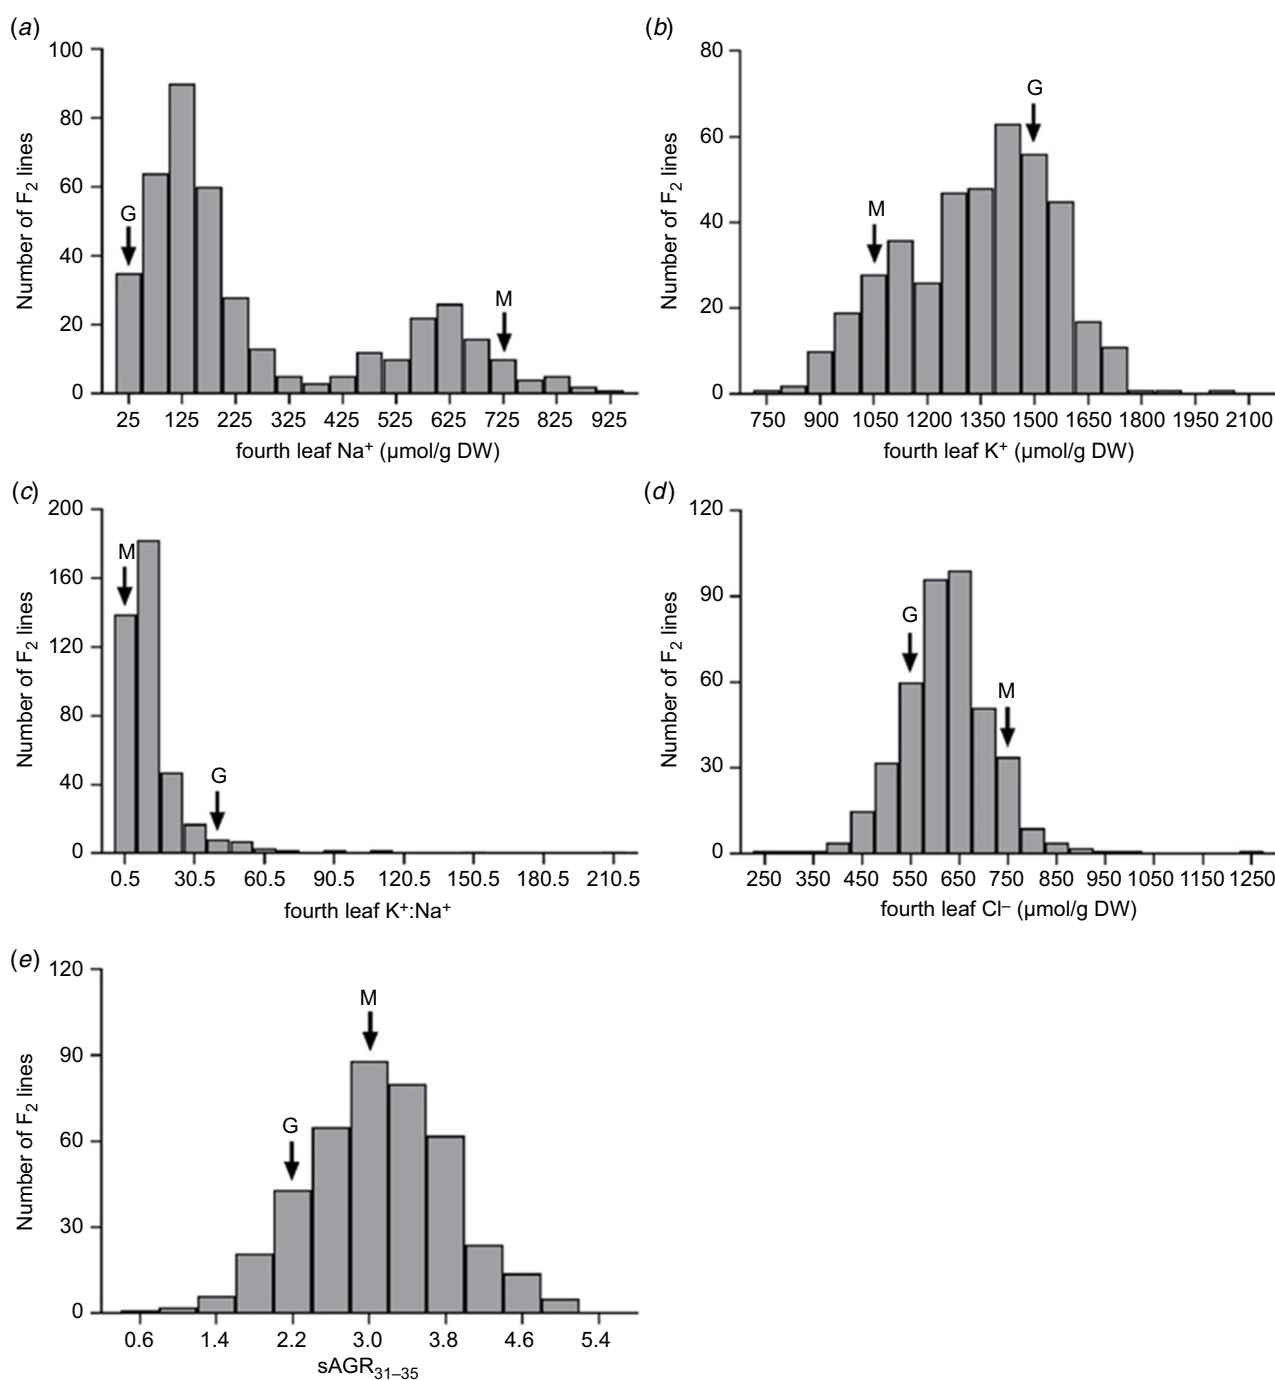 (a)
100
80
60
40
20
0
Number of F2 lines
G
M
25 125 225 325 425 525 625 725 825 925
fourth leaf Na+ (µmol/g DW)
(b)
80
60
40
20
0
Number of F2 lines
M
G
750 900 1050 1200 1350 1500 1650 1800 1950 2100
fourth leaf K+ (µmol/g DW)
(c)
200
160
120
80
40
0
Number of F2 lines
M
G
0.5 30.5 60.5 90.5 120.5 150.5 180.5 210.5
fourth leaf K+:Na+
(d)
120
90
60
30
0
Number of F2 lines
G
M
250 350 450 550 650 750 850 950 1050 1150 1250
fourth leaf Cl– (µmol/g DW)
(e)
120
90
60
30
0
Number of F2 lines
G
M
0.6 1.4 2.2 3.0 3.8 4.6 5.4
sAGR31–35